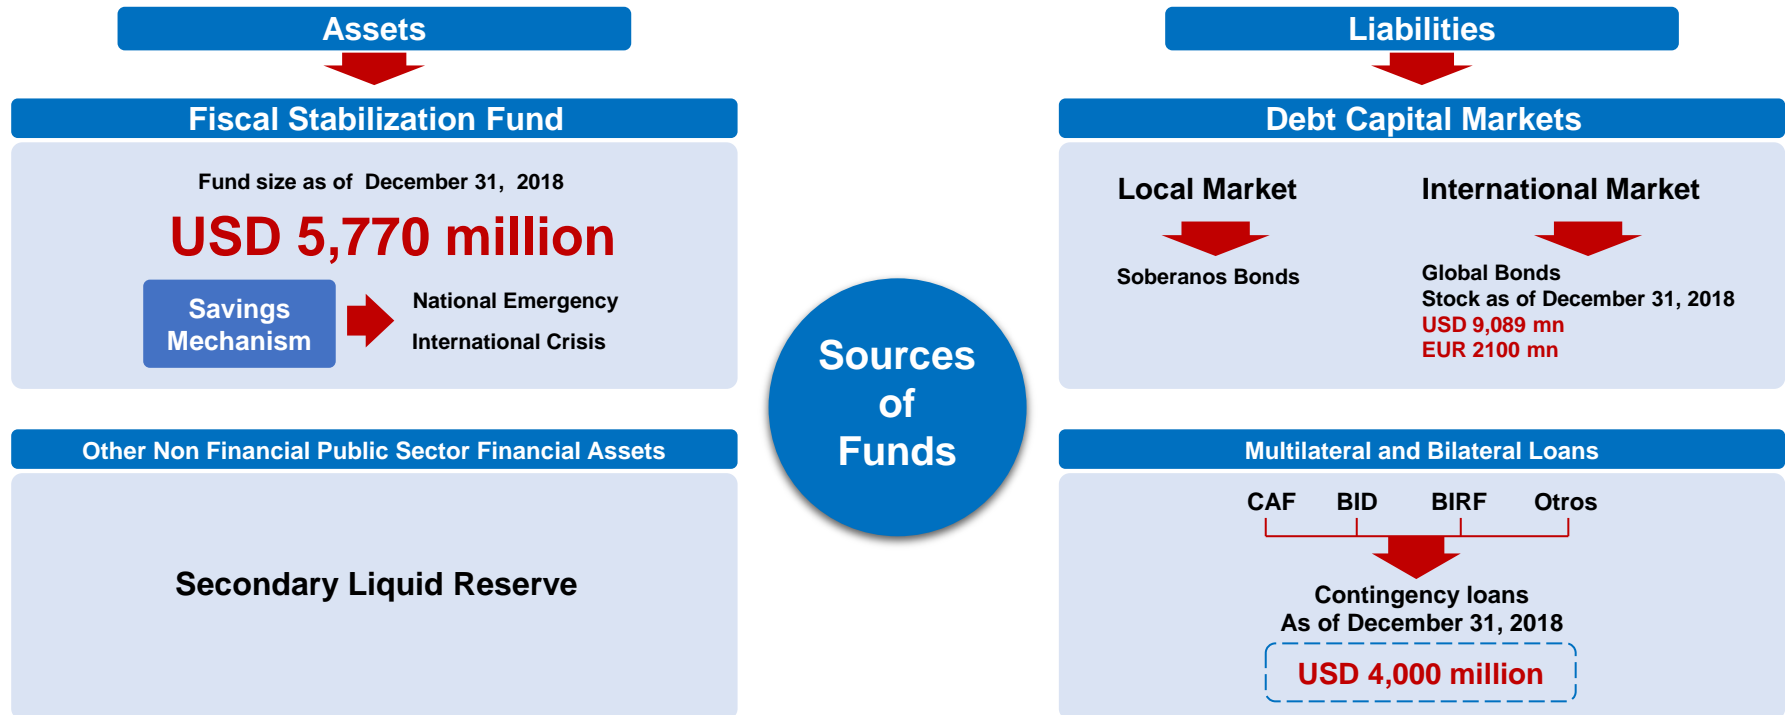 Assets
Fiscal Stabilization Fund
Fund size as of December 31, 2018
USD 5,770 million
Savings
Mechanism
National Emergency
International Crisis
Other Non Financial Public Sector Financial Assets
Secondary Liquid Reserve
Sources
of
Funds
Liabilities
Debt Capital Markets
Local Market
Soberanos Bonds
International Market
Global Bonds
Stock as of December 31, 2018
USD 9,089 mn
EUR 2100 mn
Multilateral and Bilateral Loans
CAF BID BIRF Otros
Contingency loans
As of December 31, 2018
USD 4,000 million